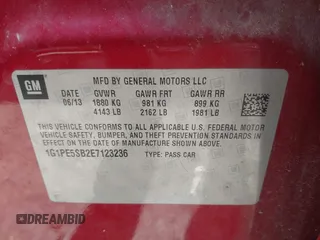 GM
MFD BY GENERAL MOTORS LLC
DATE GVWR GAWR FRT GAWR RR
06/13 1880 KG 981 KG 899 KG
4143 LB 2162 LB 1981 LB
THIS VEHICLE CONFORMS TO ALL APPLICABLE U.S. FEDERAL MOTOR
VEHICLE SAFETY, BUMPER, AND THEFT PREVENTION STANDARDS IN
EFFECT ON THE DATE OF MANUFACTURE SHOWN ABOVE.
1G1PE5SB2E7123236 TYPE: PASS CAR
DREAMBID